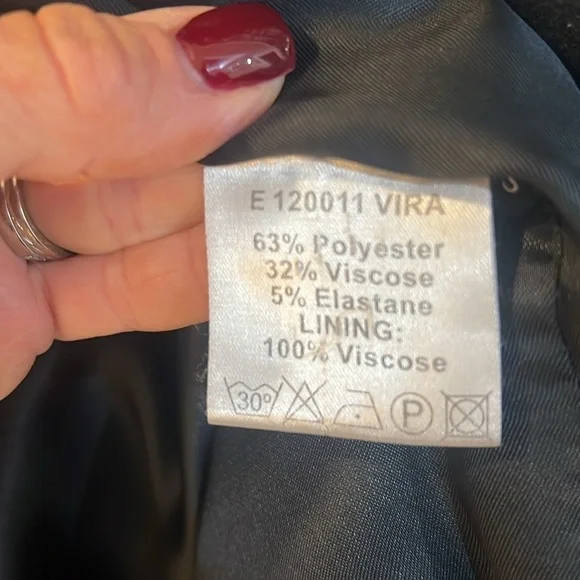 E 120011 VIRA
63% Polyester
32% Viscose
5% Elastane
LINING:
100% Viscose
30° P